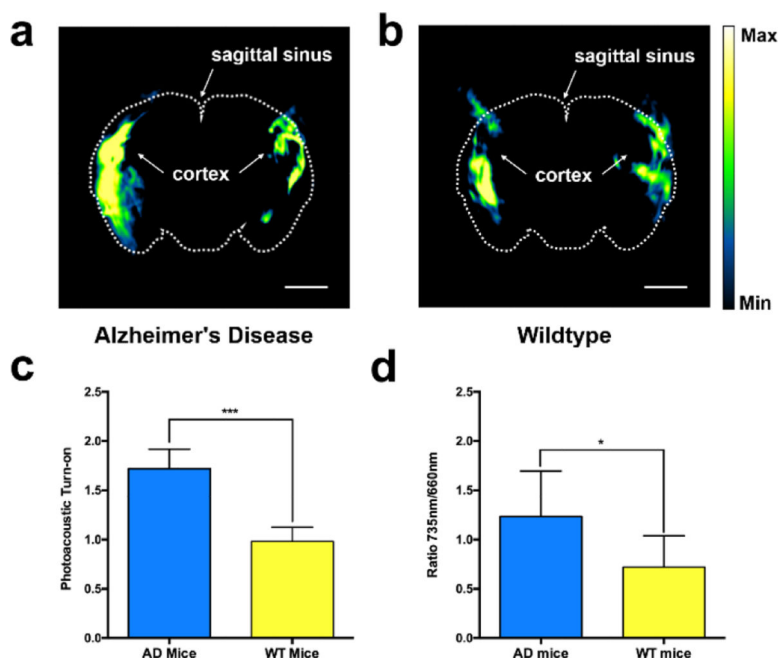 a
b
sagittal sinus
sagittal sinus
Max
cortex
cortex
Min
Alzheimer's Disease
Wildtype
c
d
2.5
2.0
1.5
1.0
0.5
0.0
Photoacoustic Turn-on
***
AD Mice
WT Mice
2.5
2.0
1.5
1.0
0.5
0.0
Ratio 735nm/660nm
*
AD mice
WT mice